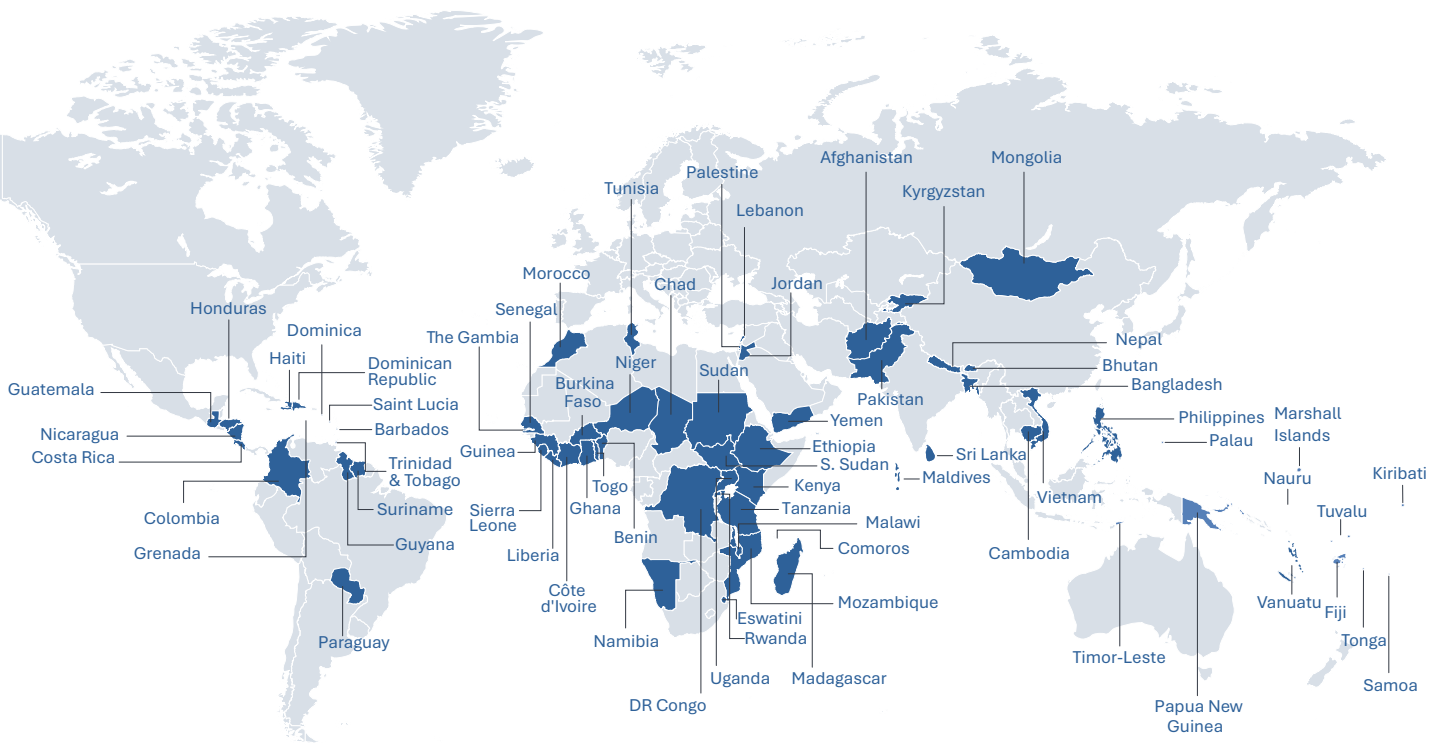 Afghanistan
Mongolia
Palestine
Kyrgyzstan
Tunisia
Lebanon
Morocco
Chad
Jordan
Honduras
Senegal
Dominica
The Gambia
Nepal
Haiti
Dominican
Republic
Niger
Sudan
Bhutan
Guatemala
Burkina
Faso
Bangladesh
Pakistan
Saint Lucia
Philippines
Marshall
Islands
Yemen
Nicaragua
Barbados
Palau
Costa Rica
Guinea
Ethiopia
Sri Lanka
Trinidad
& Tobago
S. Sudan
Maldives
Kiribati
Nauru
Togo
Kenya
Vietnam
Colombia
Suriname
Sierra
Leone
Ghana
Tanzania
Tuvalu
Malawi
Benin
Grenada
Guyana
Liberia
Comoros
Cambodia
Côte
d'Ivoire
Mozambique
Vanuatu
Fiji
Eswatini
Paraguay
Namibia
Rwanda
Tonga
Timor-Leste
Uganda
Madagascar
Samoa
DR Congo
Papua New
Guinea